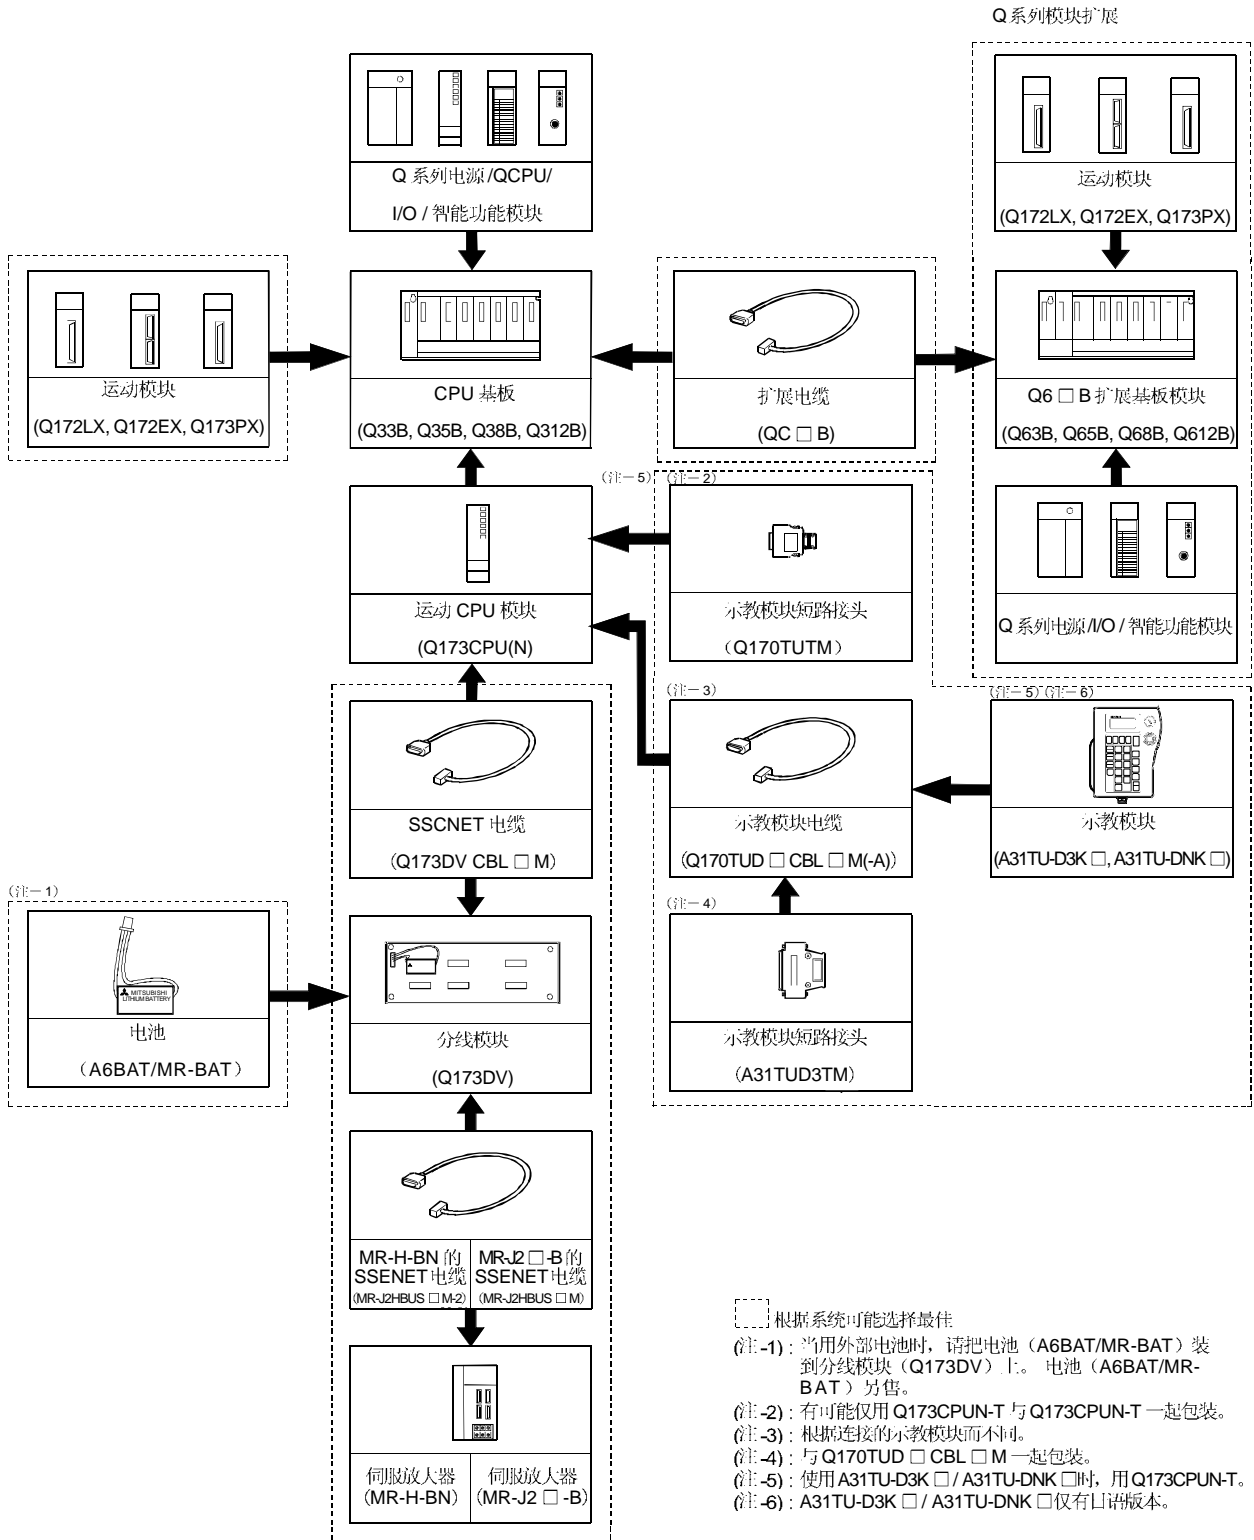 Q系列模块扩展
Q 系列电源/QCPU/
I/O / 智能功能模块
运动模块
(Q172LX, Q172EX, Q173PX)
运动模块
(Q172LX, Q172EX, Q173PX)
CPU 基板
(Q33B, Q35B, Q38B, Q312B)
扩展电缆
(QC □ B)
Q6 □ B 扩展基板模块
(Q63B, Q65B, Q68B, Q612B)
(注－5) (注－2)
运动 CPU 模块
(Q173CPU(N)
示教模块短路接头
（Q170TUTM）
Q 系列电源/I/O / 智能功能模块
(注－3)
(注－5) (注－6)
SSCNET 电缆
(Q173DV CBL □ M)
示教模块电缆
(Q170TUD □ CBL □ M(-A))
示教模块
(A31TU-D3K □, A31TU-DNK □)
(注－1)
(注－4)
MITSUBISHI
LITHIUM BATTERY
电池
（A6BAT/MR-BAT）
分线模块
(Q173DV)
示教模块短路接头
(A31TUD3TM)
MR-H-BN 的
SSENET 电缆
(MR-J2HBUS □ M-2)
MR-J2 □ -B 的
SSENET 电缆
(MR-J2HBUS □ M)
伺服放大器
(MR-H-BN)
伺服放大器
(MR-J2 □ -B)
根据系统可能选择最佳
(注-1)：当用外部电池时，请把电池（A6BAT/MR-BAT）装
到分线模块（Q173DV）上。 电池（A6BAT/MR-
BAT）另售。
(注-2)：有可能仅用 Q173CPUN-T 与 Q173CPUN-T 一起包装。
(注-3)：根据连接的示教模块而不同。
(注-4)：与 Q170TUD □ CBL □ M 一起包装。
(注-5)：使用 A31TU-D3K □ / A31TU-DNK □时，用 Q173CPUN-T。
(注-6)：A31TU-D3K □ / A31TU-DNK □仅有日语版本。